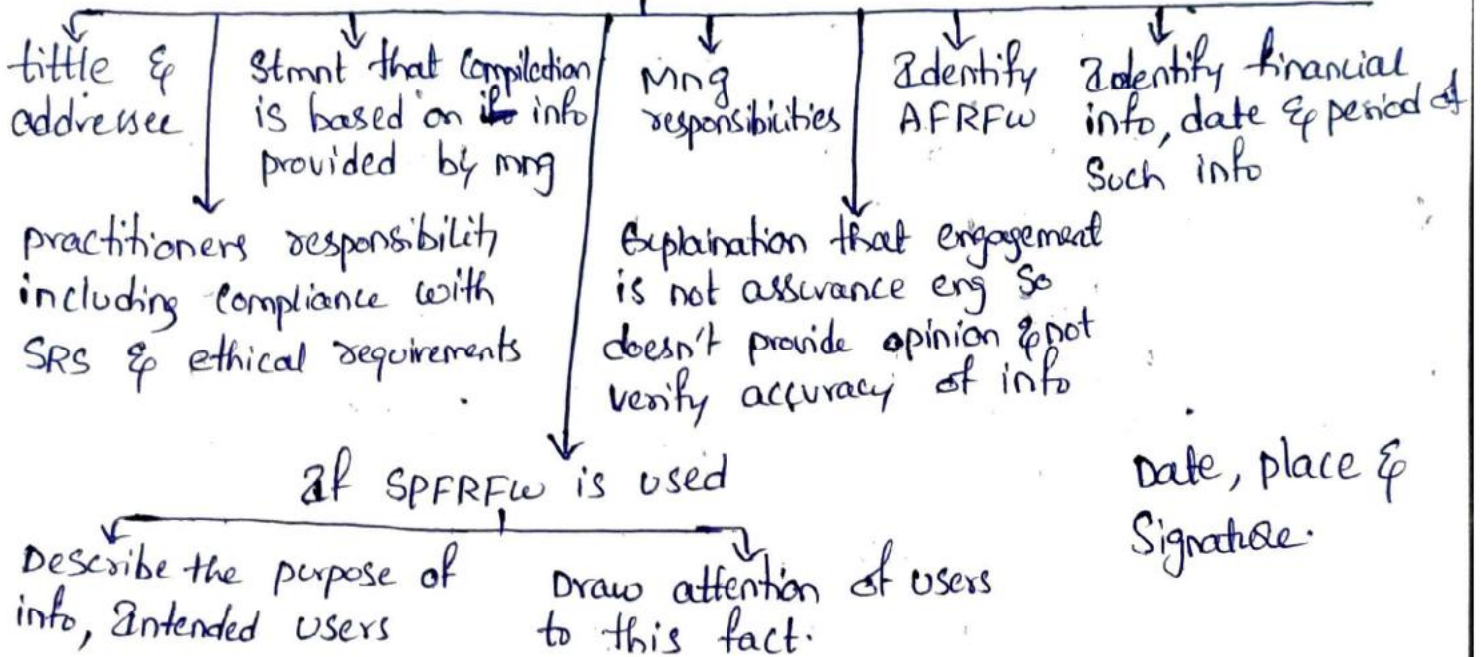 tittle &
addressee
Stmnt that Compilation
is based on info
provided by mng
Mng
responsibilities
Identify
AFRFW
Identify financial
info, date & period of
Such info
practitioners responsibility
including compliance with
SRS & ethical requirements
Explaination that engagement
is not assurance eng So
doesn't provide opinion & not
verify accuracy of info
If SPFRFW is used
Describe the purpose of
info, Intended users
Draw attention of users
to this fact.
Date, place &
Signature.